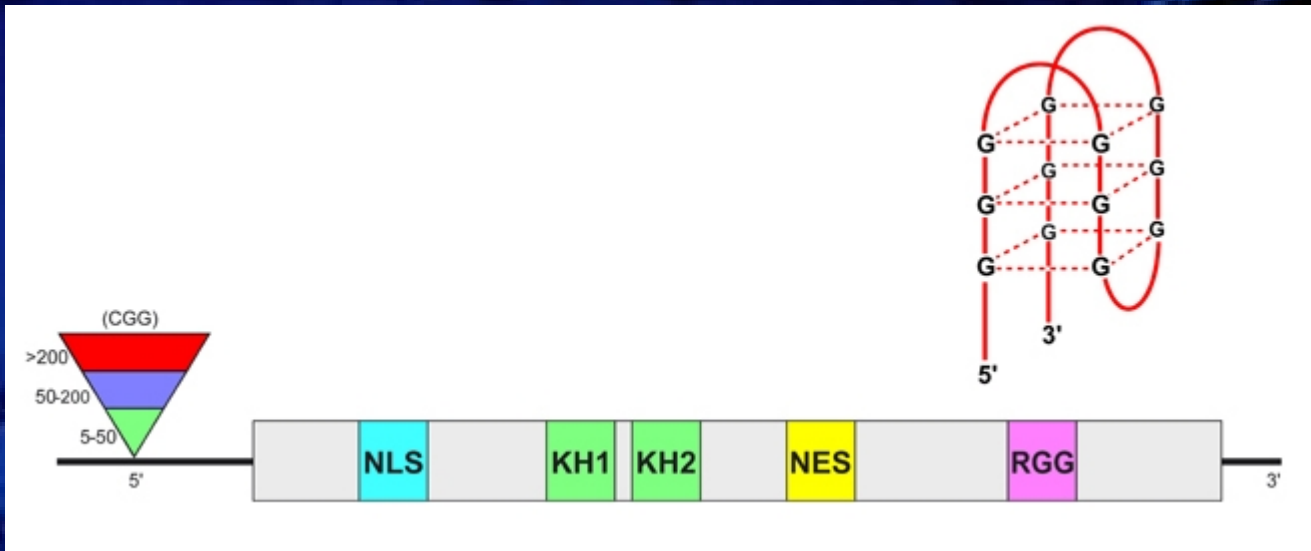 G G
G G
G G
G G
G G
G G
3'
5'
(CGG)
>200
50-200
5-50
NLS KH1 KH2 NES RGG
5' 3'